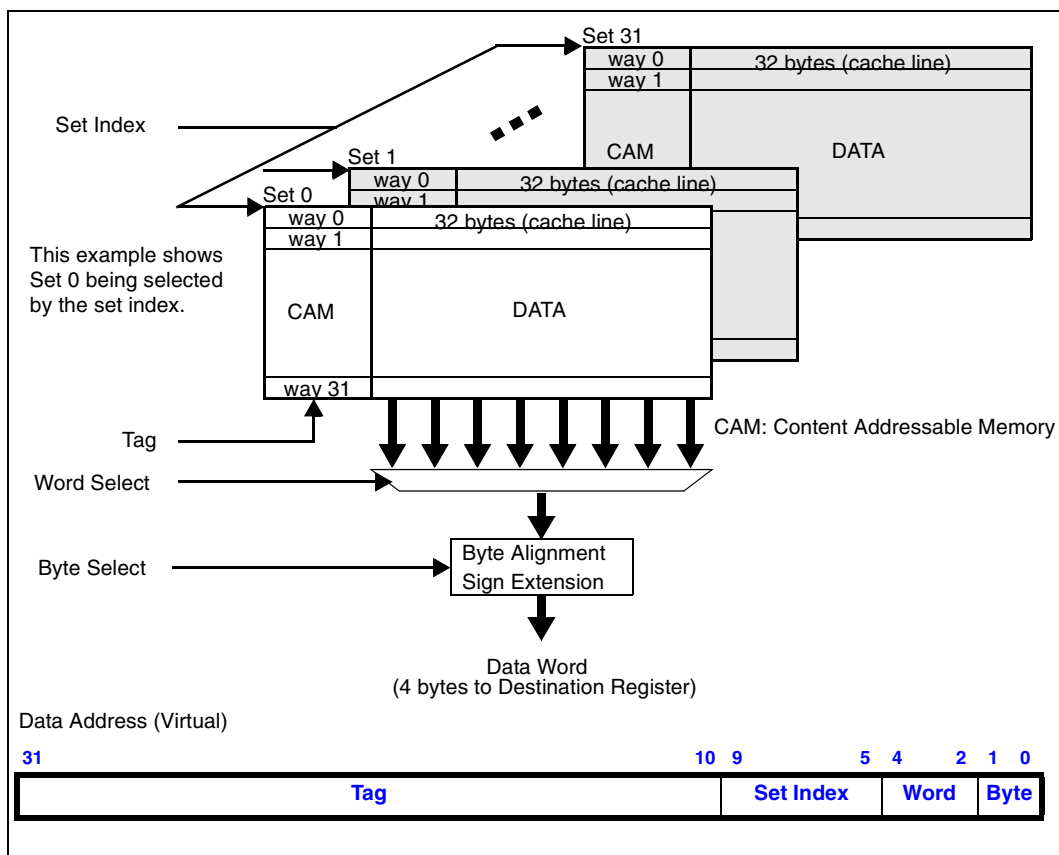 Set 31
way 0
32 bytes (cache line)
way 1
Set Index
CAM
DATA
Set 1
way 0
32 bytes (cache line)
way 1
Set 0
way 0
32 bytes (cache line)
way 1
This example shows
Set 0 being selected
by the set index.
CAM
DATA
way 31
Tag
CAM: Content Addressable Memory
Word Select
Byte Select
Byte Alignment
Sign Extension
Data Word
(4 bytes to Destination Register)
Data Address (Virtual)
31 10 9 5 4 2 1 0
Tag Set Index Word Byte